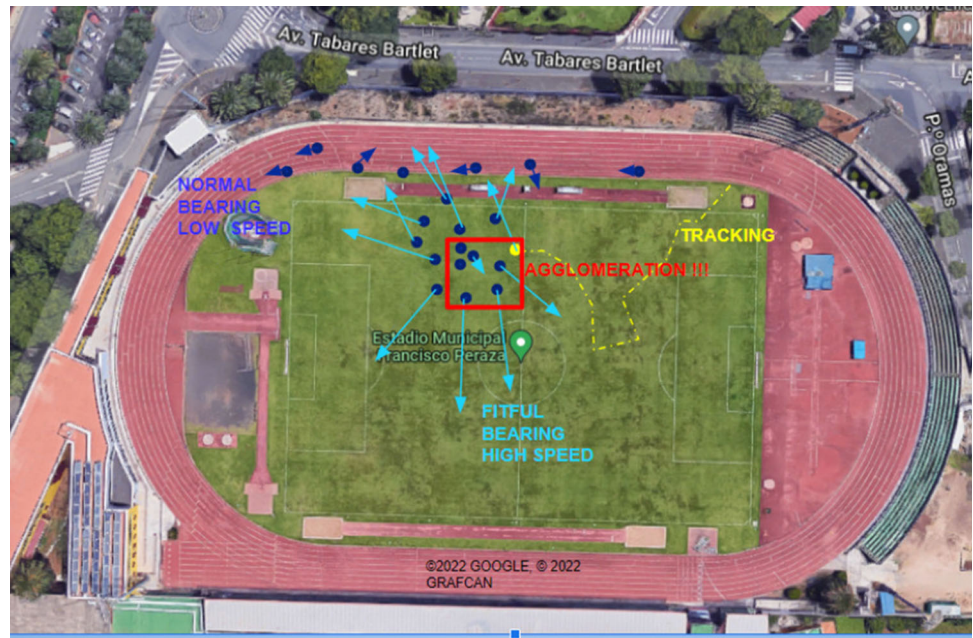 Av. Tabares Bartlet
Av. Tabares Bartlet
P.º Oramas
NORMAL
BEARING
LOW SPEED
TRACKING
AGGLOMERATION !!!
Estadio Municipal
Francisco Peraza
FITFUL
BEARING
HIGH SPEED
©2022 GOOGLE, © 2022
GRAFCAN